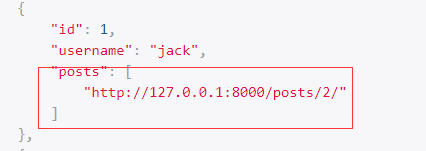 {
"id": 1,
"username": "jack",
"posts": [
"http://127.0.0.1:8000/posts/2/"
]
},